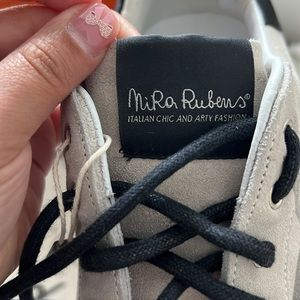 NiRa Rubens®
ITALIAN CHIC AND ARTY FASHION